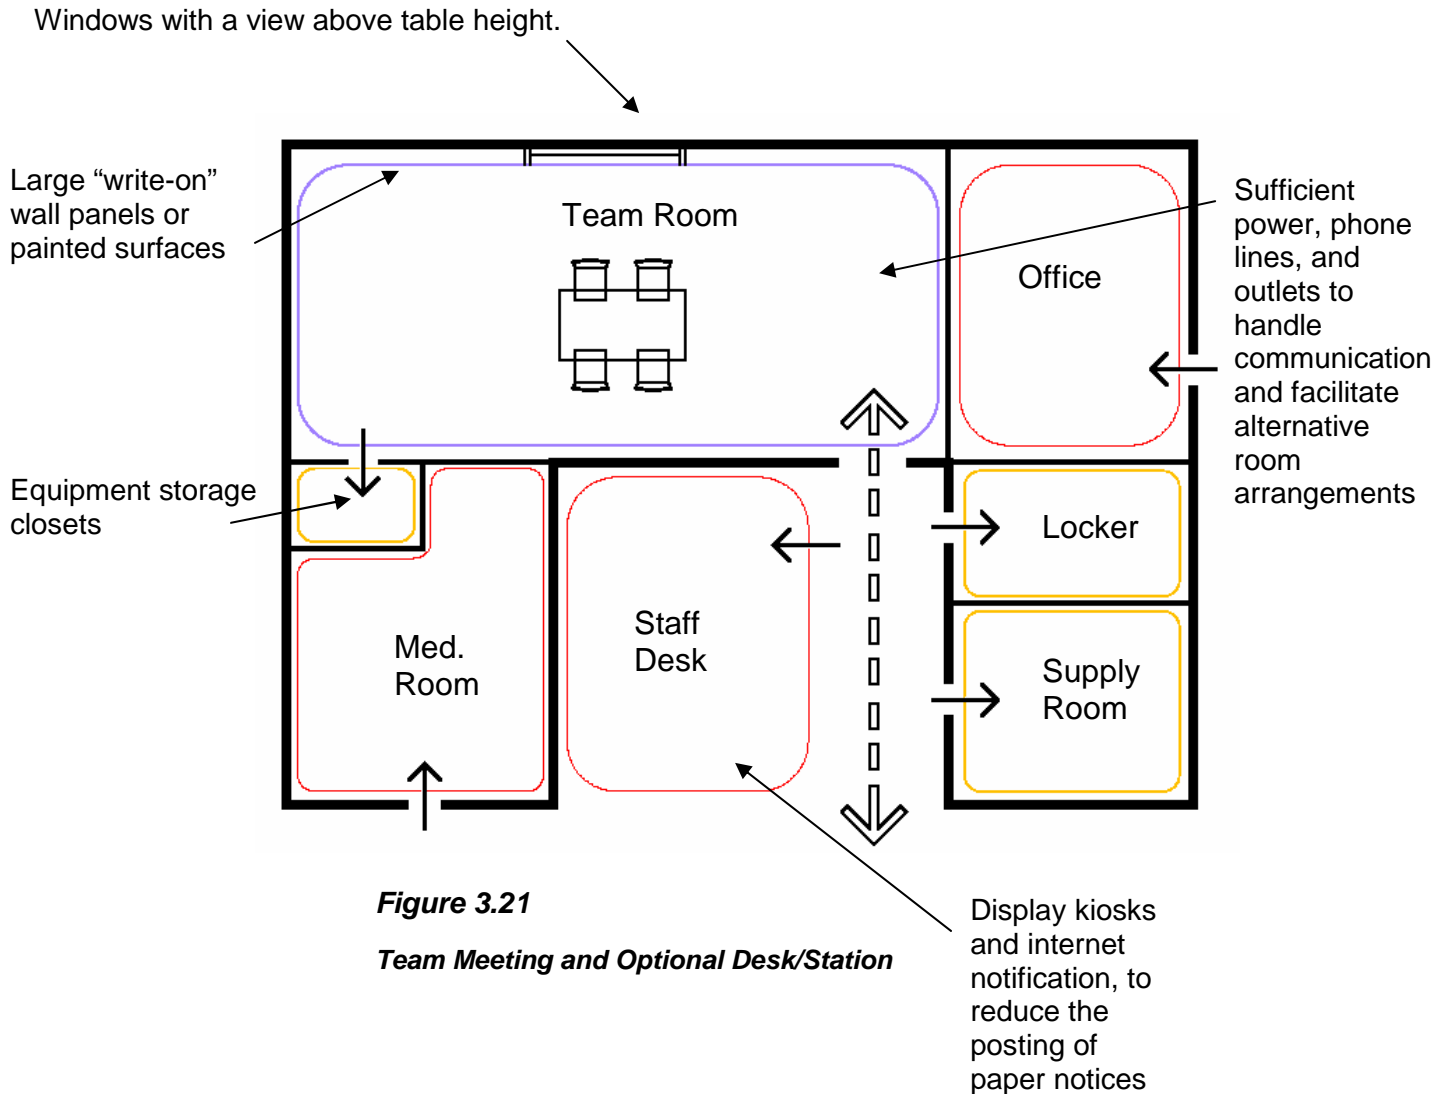 Windows with a view above table height.
Large “write-on”
wall panels or
painted surfaces
Team Room
Office
Sufficient
power, phone
lines, and
outlets to
handle
communication
and facilitate
alternative
room
arrangements
Equipment storage
closets
Locker
Staff
Desk
Med.
Room
Supply
Room
Figure 3.21
Team Meeting and Optional Desk/Station
Display kiosks
and internet
notification, to
reduce the
posting of
paper notices